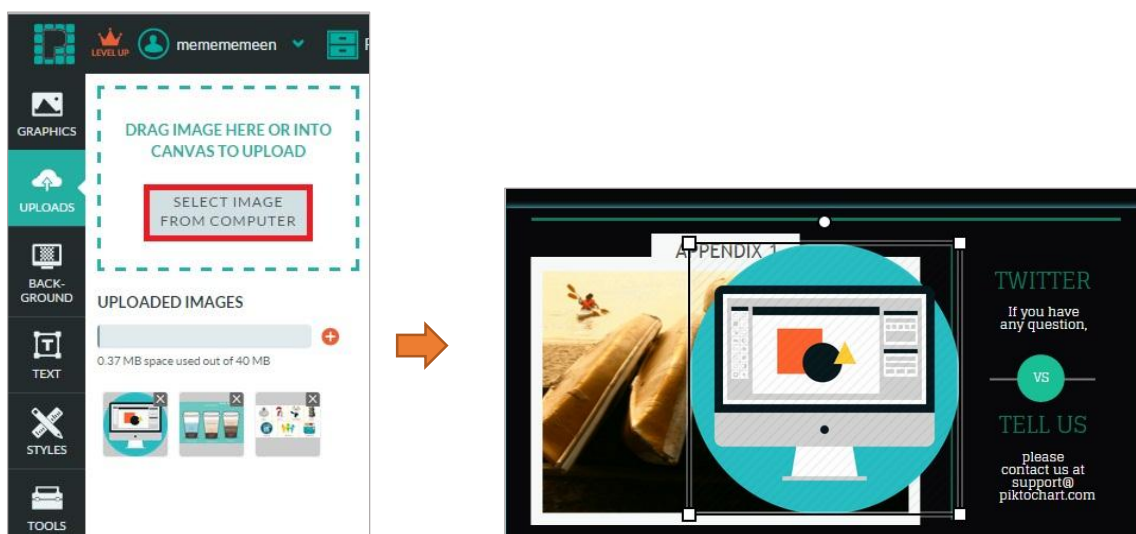 LEVEL UP
mememememeen
GRAPHICS
DRAG IMAGE HERE OR INTO
CANVAS TO UPLOAD
UPLOADS
SELECT IMAGE
FROM COMPUTER
BACK-
GROUND
UPLOADED IMAGES
0.37 MB space used out of 40 MB
TEXT
STYLES
TOOLS
APPENDIX 1
TWITTER
If you have
any question,
VS
TELL US
please
contact us at
support@
piktochart.com